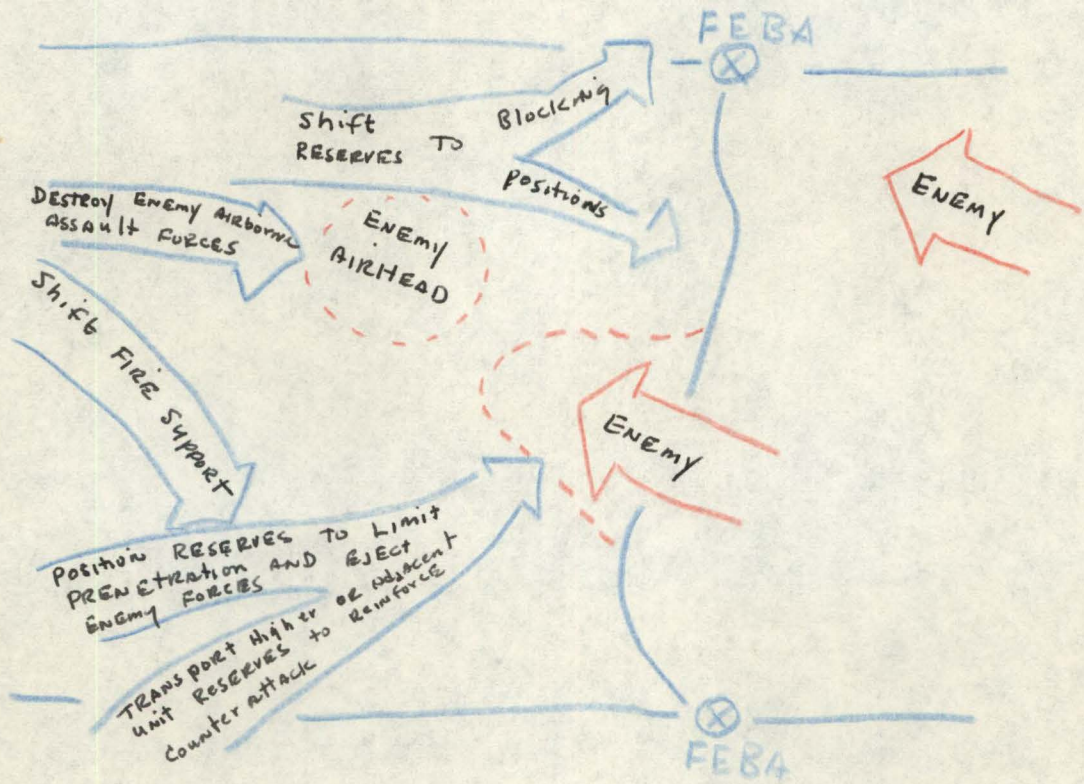 FEBA
Shift
RESERVES TO Blocking
positions
DESTROY ENEMY AIRBORNE
ASSAULT FORCES
ENEMY
AIRHEAD
ENEMY
Shift FIRE SUPPORT
ENEMY
POSITION RESERVES TO LIMIT
PRENETRATION AND EJECT
ENEMY FORCES
TRANSPORT HigHER OR ADJACENT
UNIT RESERVES to REINFORCE
COUNTER ATTACK
FEBA